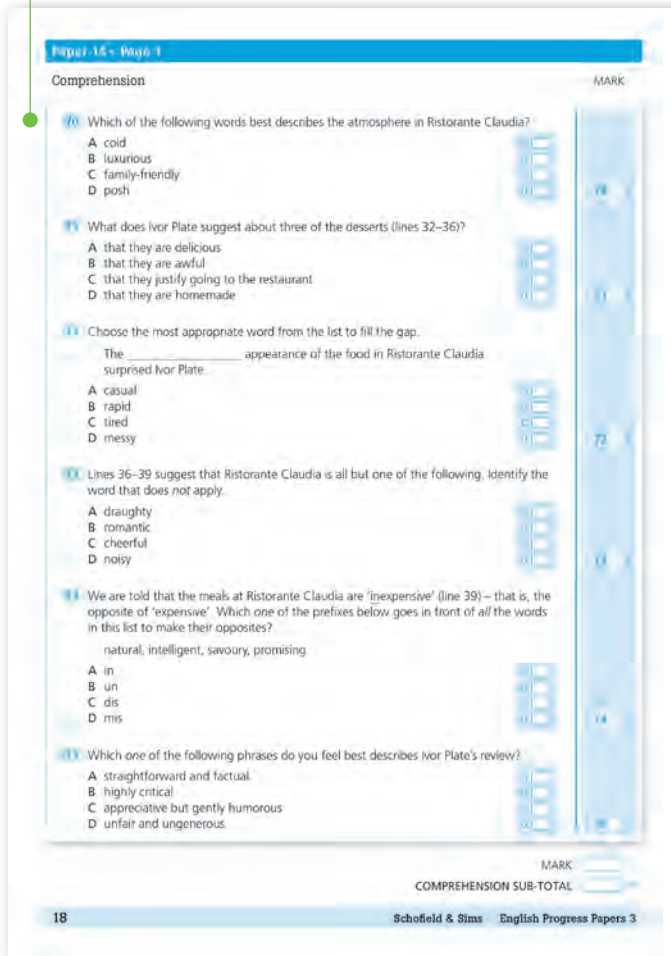 Comprehension MARK
10 Which of the following words best describes the atmosphere in Ristorante Claudia?
A cold
B luxurious
C family-friendly
D posh
11 What does Ivor Plate suggest about three of the desserts (lines 32–36)?
A that they are delicious
B that they are awful
C that they justify going to the restaurant
D that they are homemade
Choose the most appropriate word from the list to fill the gap.
The ____________________ appearance of the food in Ristorante Claudia
surprised Ivor Plate.
A casual
B rapid
C tired
D messy
Lines 36–39 suggest that Ristorante Claudia is all but one of the following. Identify the
word that does not apply.
A draughty
B romantic
C cheerful
D noisy
We are told that the meals at Ristorante Claudia are ‘inexpensive’ (line 39) – that is, the
opposite of ‘expensive’. Which one of the prefixes below goes in front of all the words
in this list to make their opposites?
natural, intelligent, savoury, promising
A in
B un
C dis
D mis
Which one of the following phrases do you feel best describes Ivor Plate’s review?
A straightforward and factual
B highly critical
C appreciative but gently humorous
D unfair and ungenerous
MARK
COMPREHENSION SUB-TOTAL
18 Schofield & Sims English Progress Papers 3